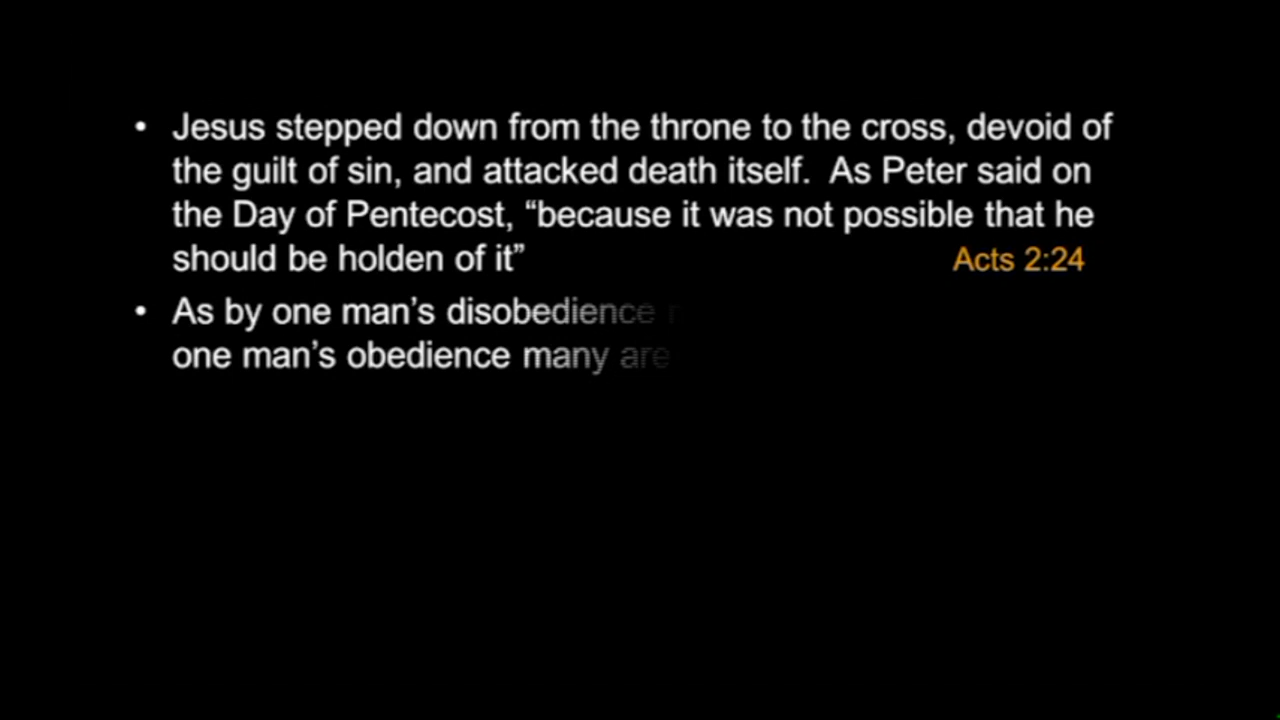 • Jesus stepped down from the throne to the cross, devoid of
the guilt of sin, and attacked death itself.  As Peter said on
the Day of Pentecost, “because it was not possible that he
should be holden of it” Acts 2:24
• As by one man’s disobedience
one man’s obedience many are